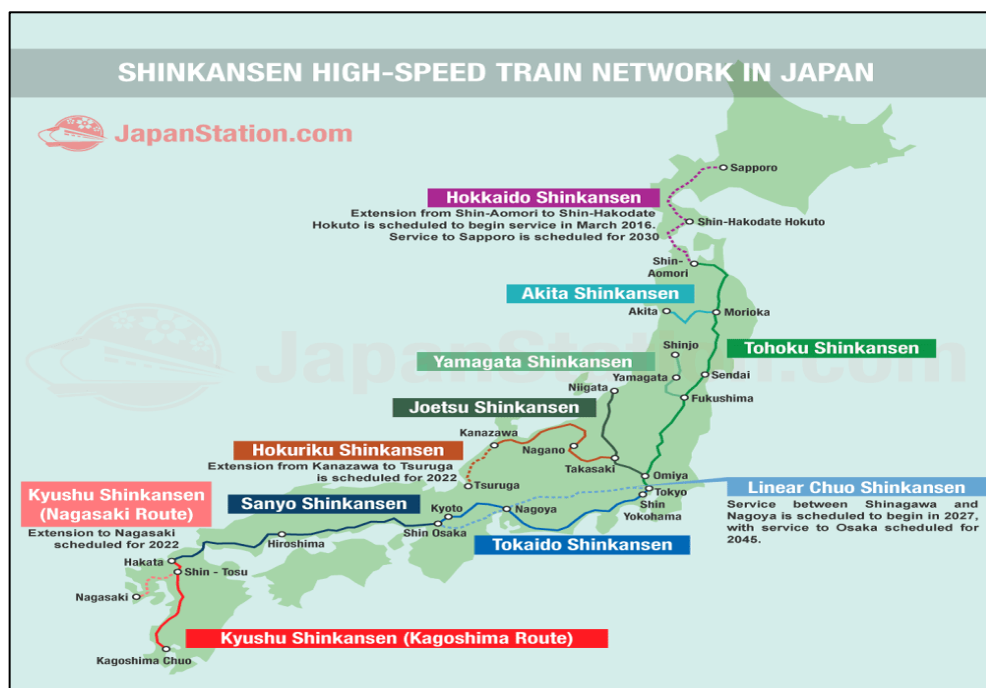 SHINKANSEN HIGH-SPEED TRAIN NETWORK IN JAPAN
JapanStation.com
Sapporo
Hokkaido Shinkansen
Extension from Shin-Aomori to Shin-Hakodate
Hokuto is scheduled to begin service in March 2016.
Service to Sapporo is scheduled for 2030
Shin-Hakodate Hokuto
Shin-
Aomori
Akita Shinkansen
Akita
Morioka
Shinjo
Tohoku Shinkansen
Yamagata Shinkansen
Yamagata
Sendai
JapanStation.com
Niigata
Fukushima
Joetsu Shinkansen
Kanazawa
Hokuriku Shinkansen
Nagano
Extension from Kanazawa to Tsuruga
is scheduled for 2022
Takasaki
Omiya
Tsuruga
Tokyo
Linear Chuo Shinkansen
Service between Shinagawa and
Nagoya is scheduled to begin in 2027,
with service to Osaka scheduled for
2045.
Kyushu Shinkansen
(Nagasaki Route)
Extension to Nagasaki
scheduled for 2022
Sanyo Shinkansen
Kyoto
Nagoya
Shin
Yokohama
Shin Osaka
Hiroshima
Tokaido Shinkansen
Hakata
Shin - Tosu
Nagasaki
Kyushu Shinkansen (Kagoshima Route)
Kagoshima Chuo